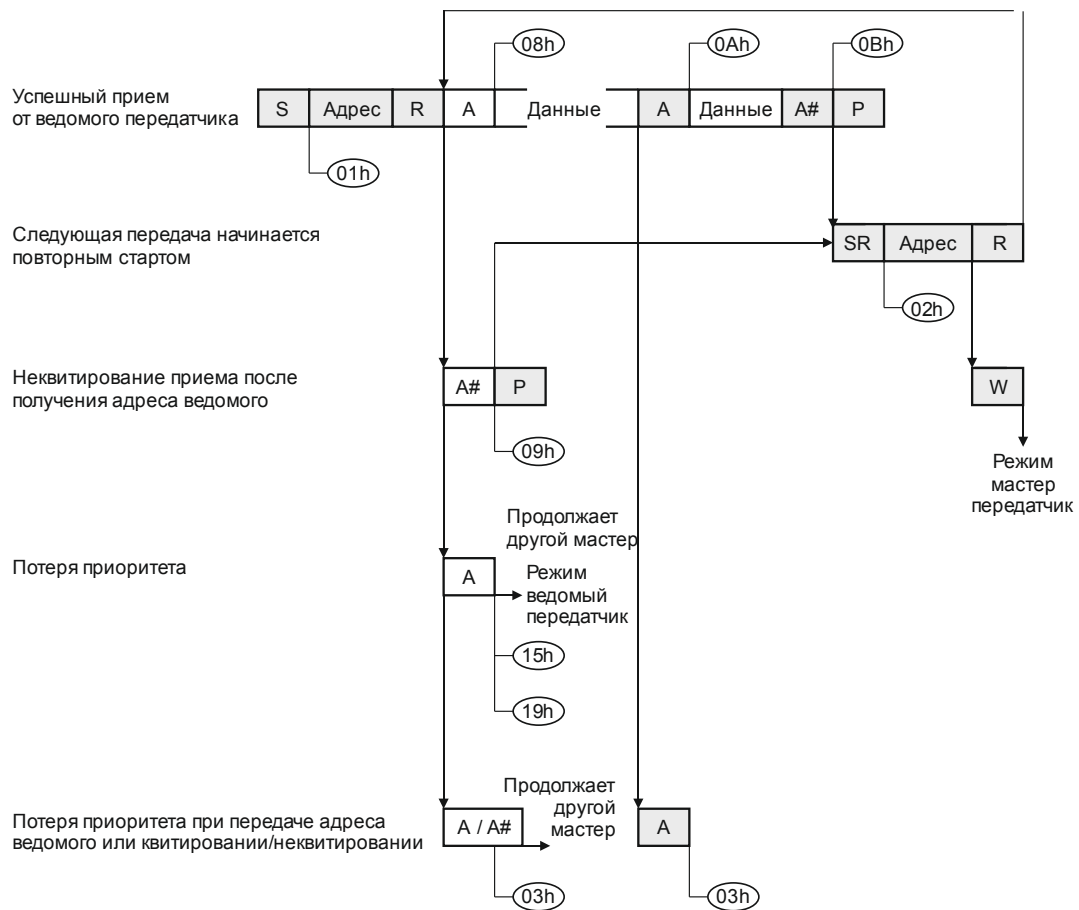 08h
0Ah
0Bh
Успешный прием
от ведомого передатчика
S Адрес R A Данные A Данные A# P
01h
Следующая передача начинается
повторным стартом
SR Адрес R
02h
Неквитирование приема после
получения адреса ведомого
A# P
W
09h
Режим
мастер
передатчик
Продолжает
другой мастер
Потеря приоритета
A
Режим
ведомый
передатчик
15h
19h
Продолжает
другой
мастер
Потеря приоритета при передаче адреса
ведомого или квитировании/неквитировании
A / A#
A
03h
03h